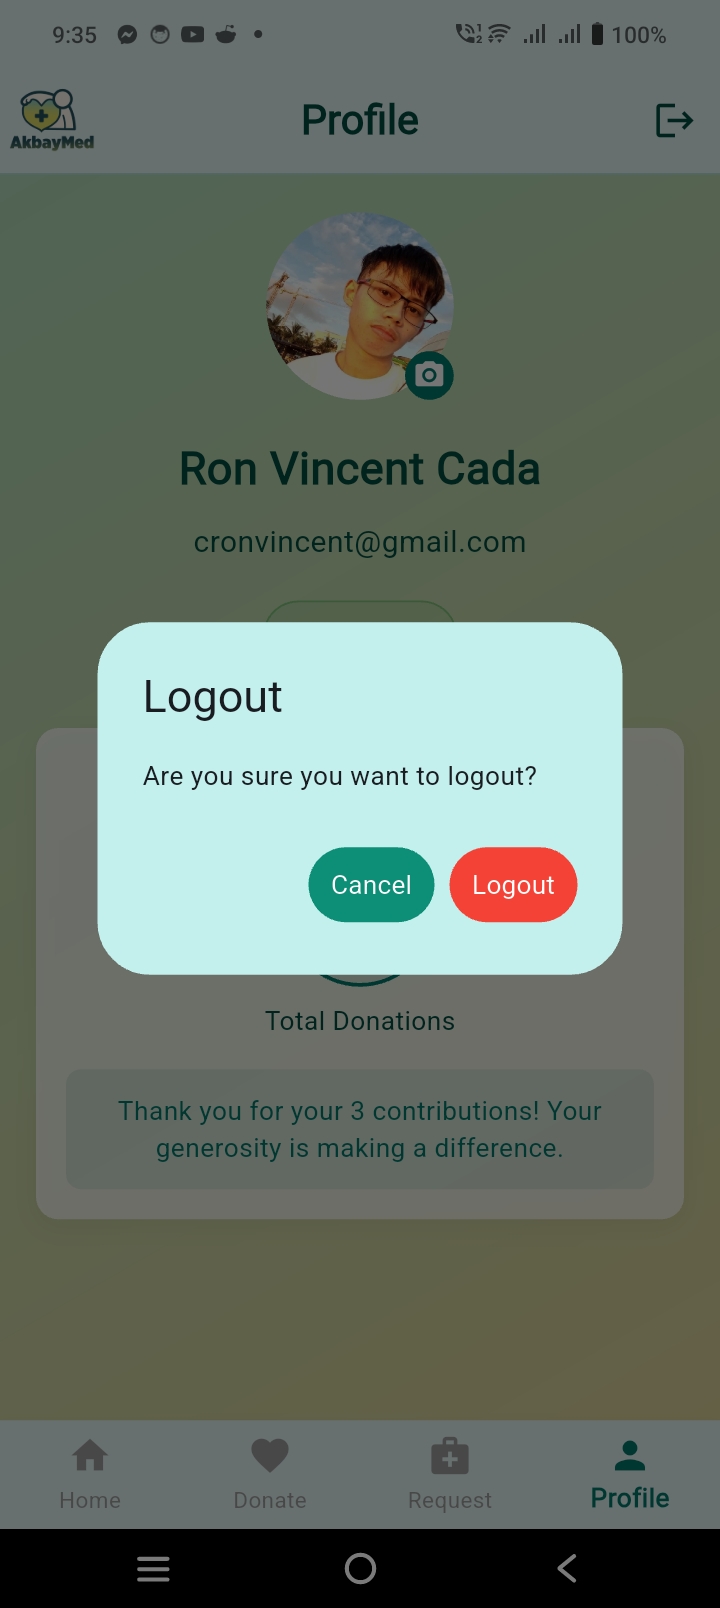 9:35
100%
AkbayMed
Profile
Ron Vincent Cada
cronvincent@gmail.com
Logout
Are you sure you want to logout?
Cancel
Logout
Total Donations
Thank you for your 3 contributions! Your
generosity is making a difference.
Home
Donate
Request
Profile